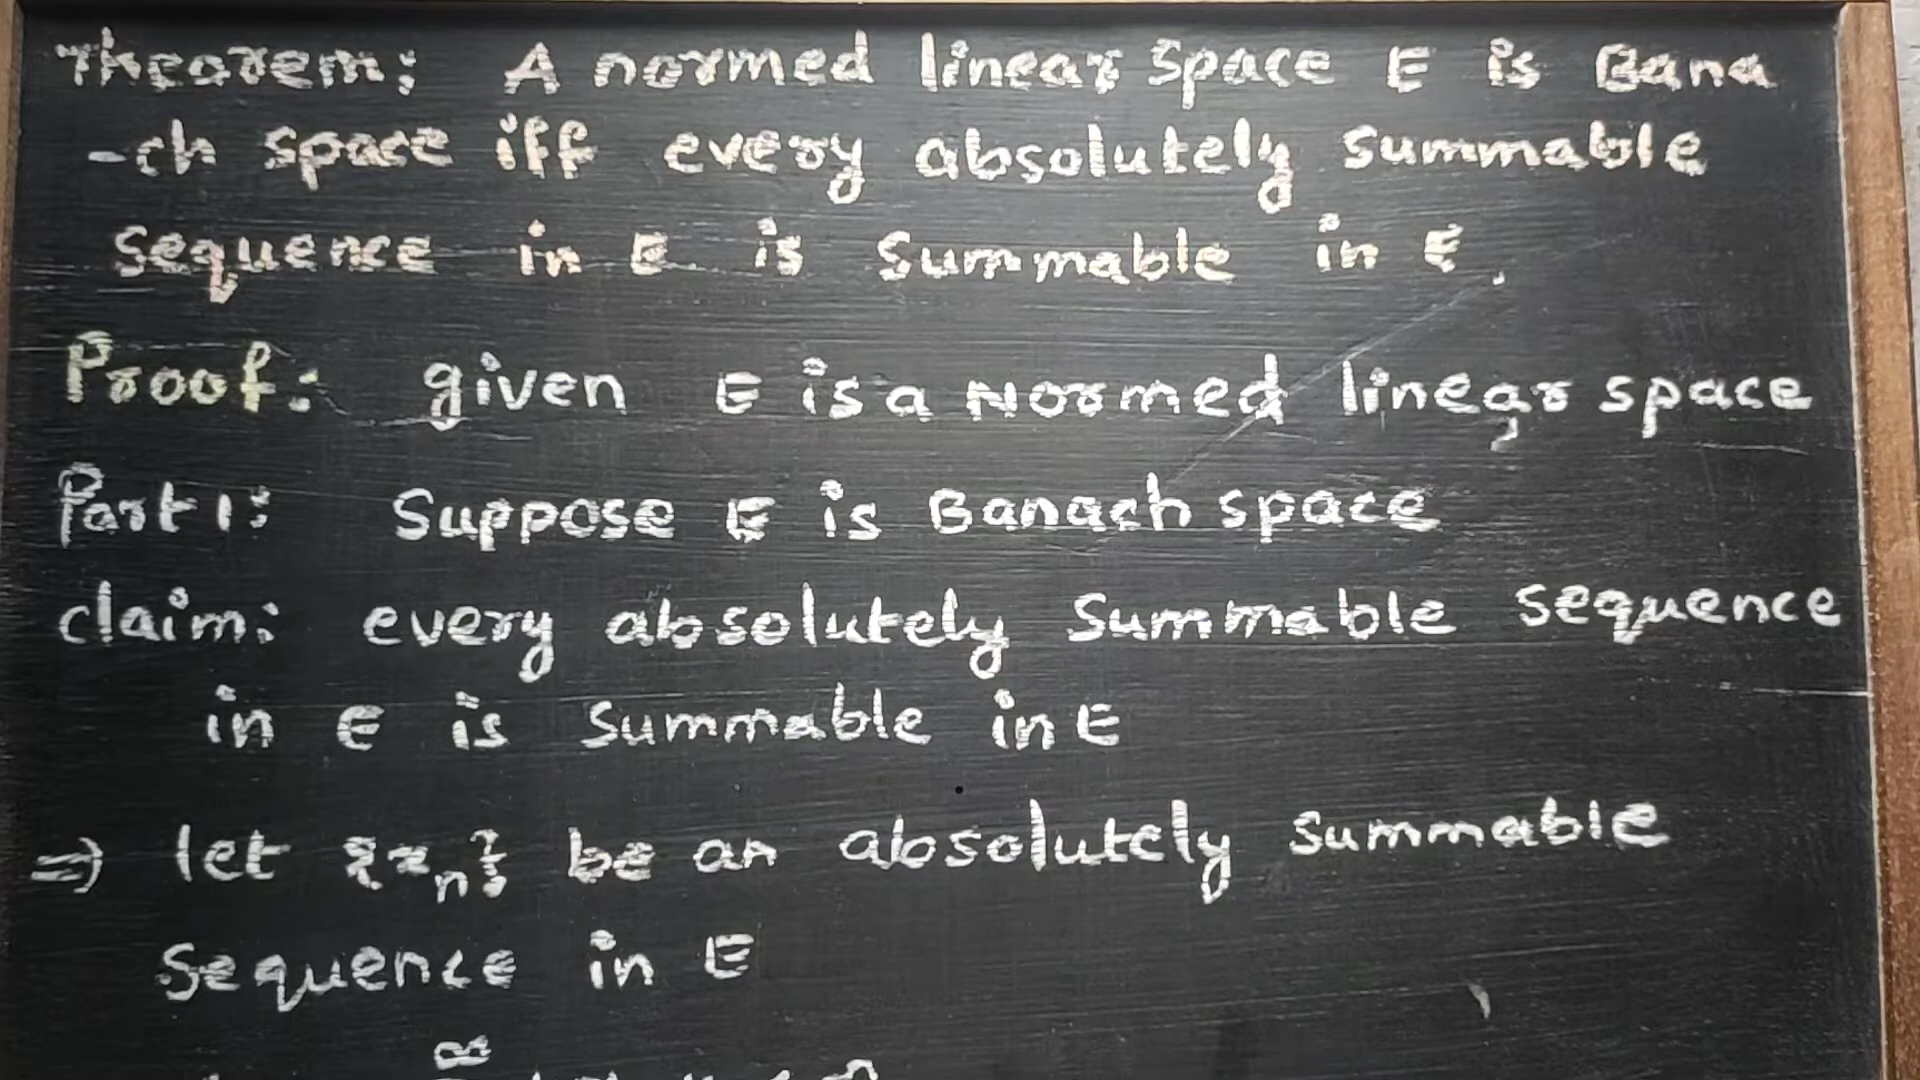 Theorem: A normed linear space E is Bana
-ch space iff every absolutely summable
sequence in E is summable in E.
Proof: given E is a Normed linear space
Part 1: Suppose E is Banach space
claim: every absolutely summable sequence
in E is summable in E
⇒ let {xₙ} be an absolutely summable
sequence in E
∞